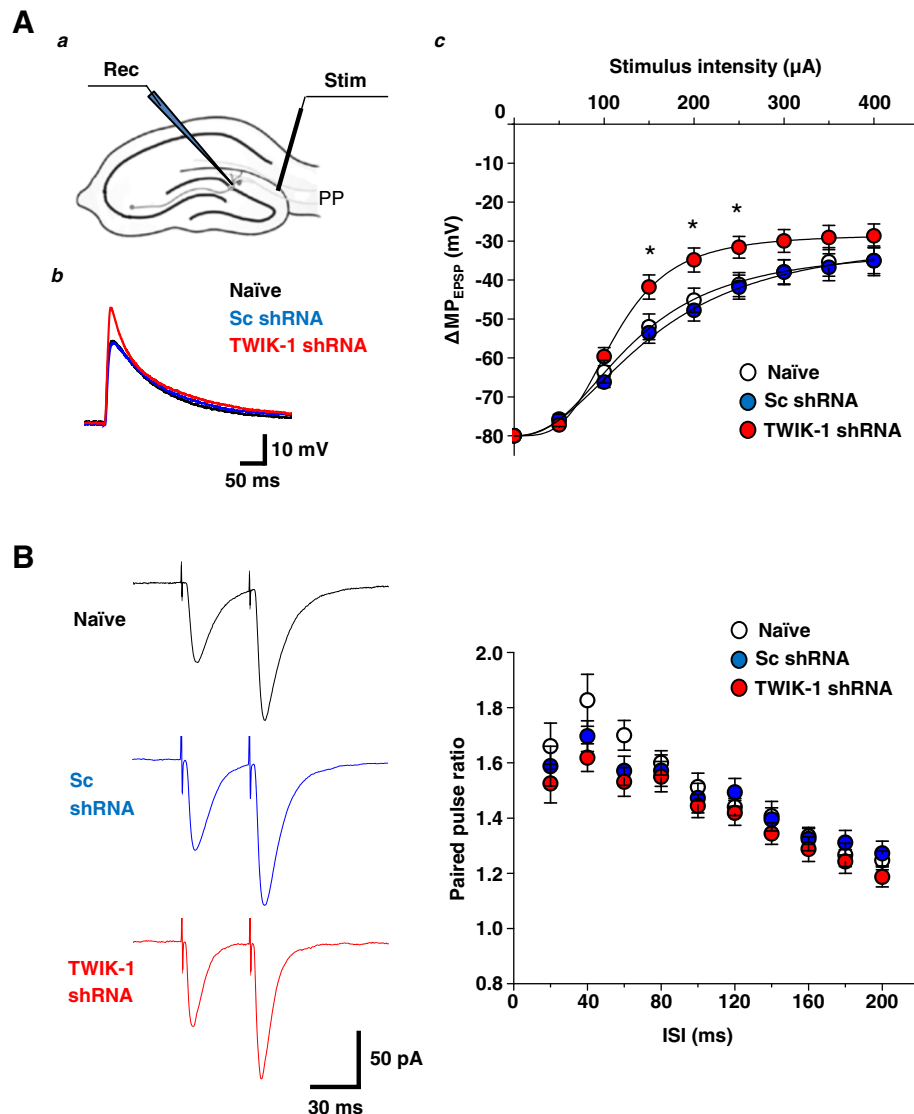 A
a
Rec
Stim
PP
b
Naïve
Sc shRNA
TWIK-1 shRNA
10 mV
50 ms
c
Stimulus intensity (µA)
0 100 200 300 400
-10
-20
-30
-40
-50
-60
-70
-80
ΔMP_EPSP (mV)
* * *
Naïve
Sc shRNA
TWIK-1 shRNA
B
Naïve
Sc
shRNA
TWIK-1
shRNA
50 pA
30 ms
Naïve
Sc shRNA
TWIK-1 shRNA
2.0
1.8
1.6
1.4
1.2
1.0
0.8
Paired pulse ratio
0 40 80 120 160 200
ISI (ms)